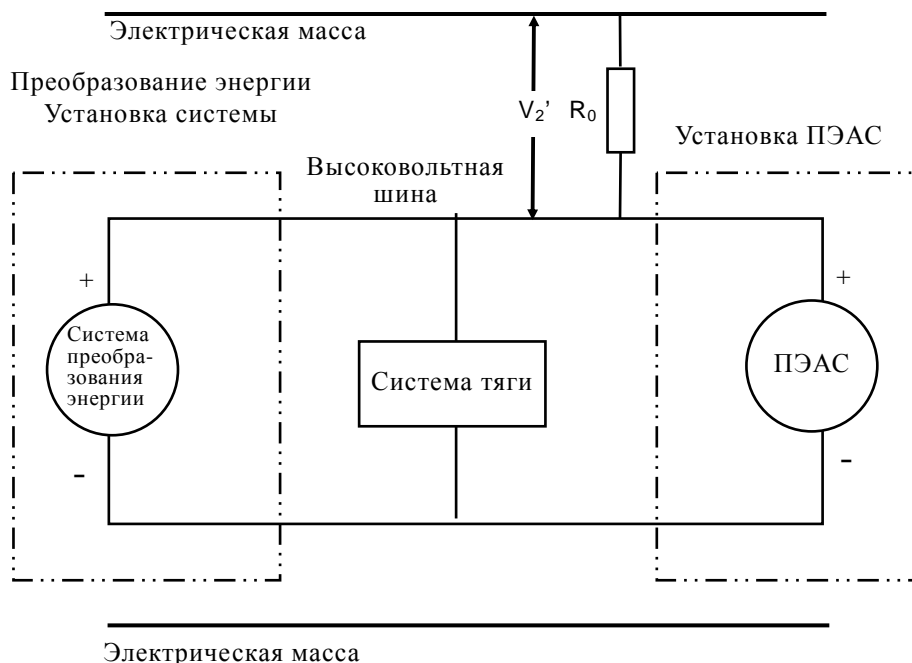 Электрическая масса
Преобразование энергии
Установка системы
V2’
R0
Установка ПЭАС
Высоковольтная
шина
+
+
Система
преобра-
зования
энергии
Система тяги
ПЭАС
-
-
Электрическая масса